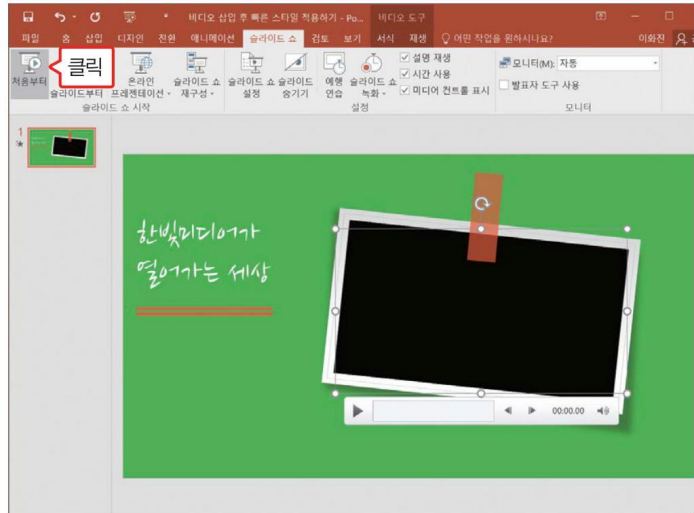 비디오 삽입 후 빠른 스타일 적용하기 - Po... 비디오 도구
파일 홈 삽입 디자인 전환 애니메이션 슬라이드 쇼 검토 보기 서식 재생 어떤 작업을 원하시나요? 이화진
클릭
처음부터
슬라이드부터
온라인
프레젠테이션
슬라이드 쇼
재구성
슬라이드 쇼
설정
슬라이드
숨기기
예행
연습
슬라이드 쇼
녹화
설명 재생
시간 사용
미디어 컨트롤 표시
모니터(M): 자동
발표자 도구 사용
슬라이드 쇼 시작 설정 모니터
1
한빛미디어가
열어가는 세상
00:00.00